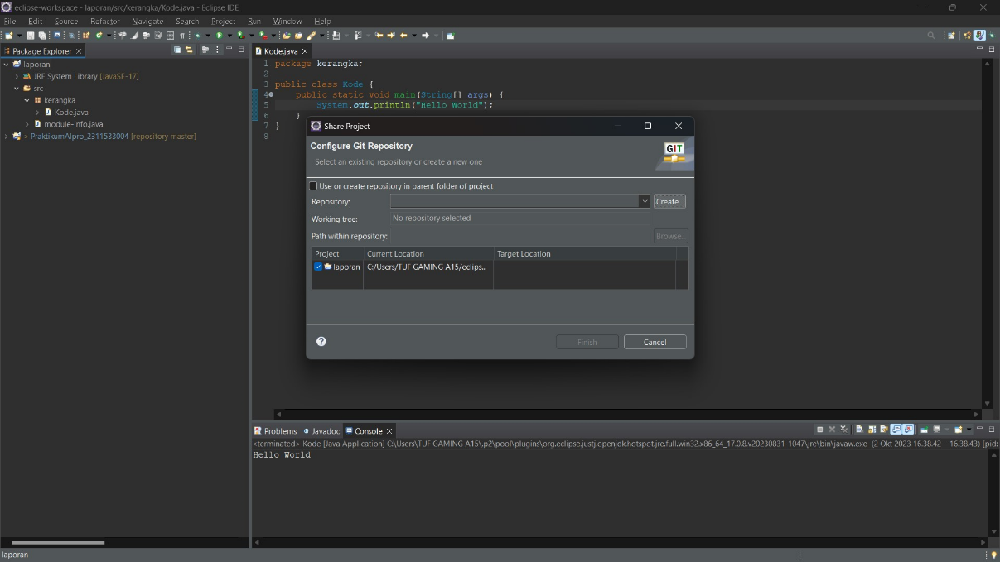 eclipse-workspace - laporan/src/kerangka/Kode.java - Eclipse IDE
File Edit Source Refactor Navigate Search Project Run Window Help
Package Explorer
laporan
JRE System Library [JavaSE-17]
src
kerangka
Kode.java
module-info.java
> PraktikumAlpro_2311533004 [repository master]
Kode.java
1 package kerangka;
2
3 public class Kode {
4 public static void main(String[] args) {
5 System.out.println("Hello World");
6 }
7 }
8
Share Project
Configure Git Repository
Select an existing repository or create a new one
GIT
Use or create repository in parent folder of project
Repository:
Create...
Working tree: No repository selected
Path within repository:
Browse...
Project Current Location Target Location
laporan C:/Users/TUF GAMING A15/eclips...
Finish Cancel
Problems Javadoc Console
<terminated> Kode [Java Application] C:\Users\TUF GAMING A15\.p2\pool\plugins\org.eclipse.justj.openjdk.hotspot.jre.full.win32.x86_64_17.0.8.v20230831-1047\jre\bin\javaw.exe (2 Okt 2023 16.38.42 – 16.38.43) [pid:
Hello World
laporan